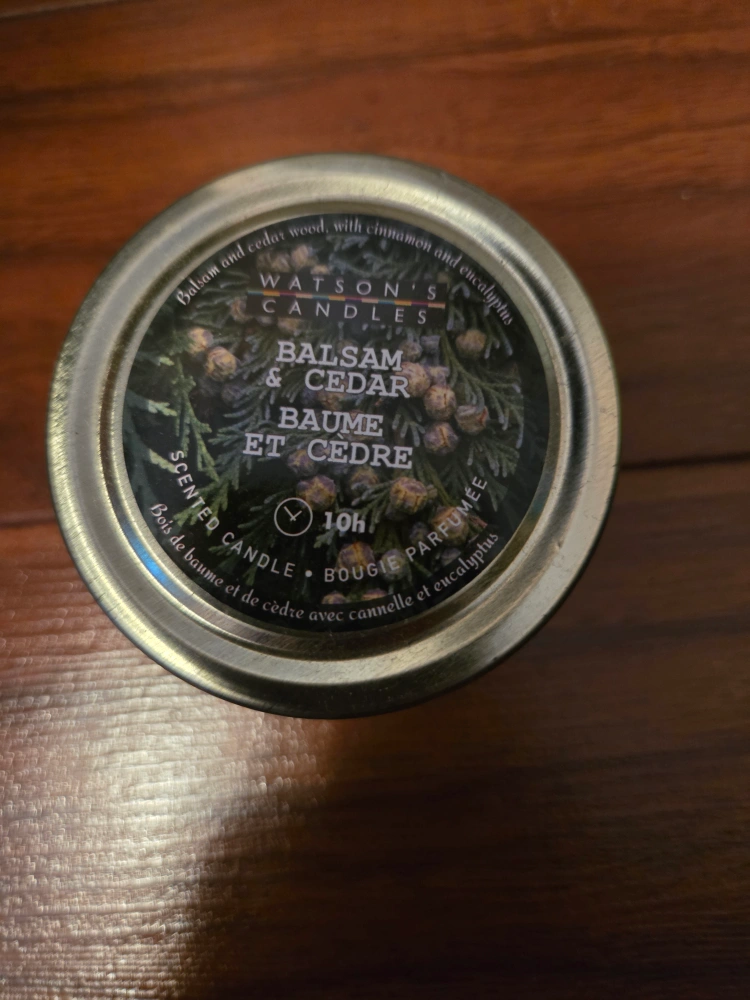 Balsam and cedar wood, with cinnamon and eucalyptus
WATSON'S
CANDLES
BALSAM
& CEDAR
BAUME
ET CÈDRE
10h
SCENTED CANDLE • BOUGIE PARFUMÉE
Bois de baume et de cèdre avec cannelle et eucalyptus